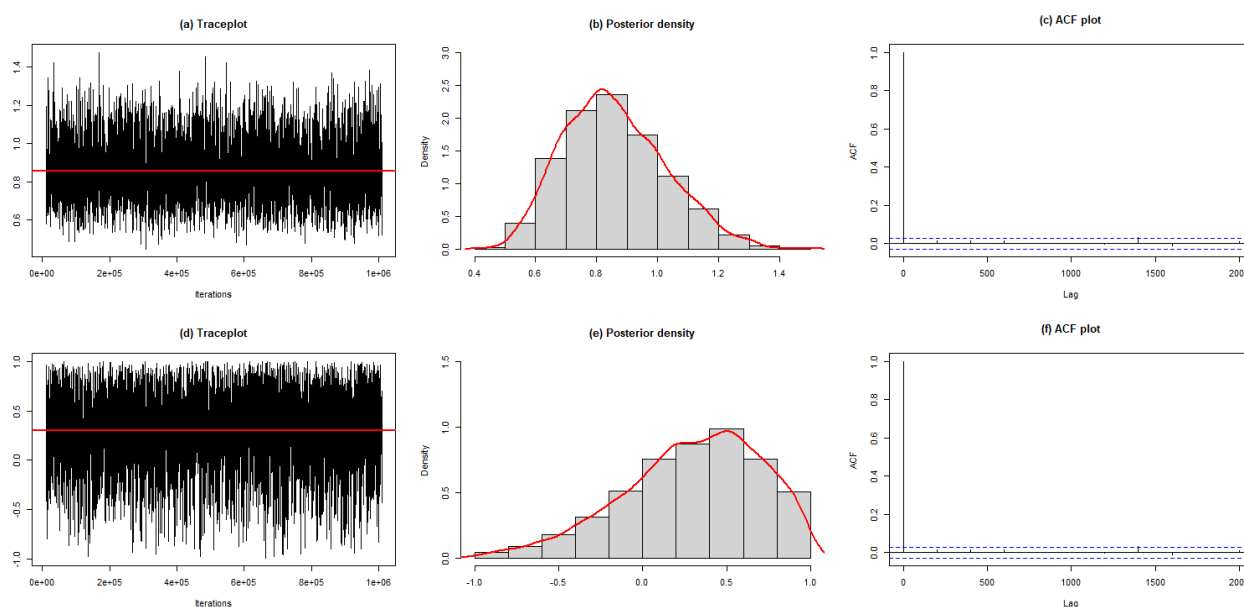 (a) Traceplot
(b) Posterior density
(c) ACF plot
1.4
1.2
1.0
0.8
0.6
0e+00 2e+05 4e+05 6e+05 8e+05 1e+06
Iterations
Density
3.0
2.5
2.0
1.5
1.0
0.5
0.0
0.4 0.6 0.8 1.0 1.2 1.4
ACF
1.0
0.8
0.6
0.4
0.2
0.0
0 500 1000 1500 200
Lag
(d) Traceplot
(e) Posterior density
(f) ACF plot
1.0
0.5
0.0
-0.5
-1.0
0e+00 2e+05 4e+05 6e+05 8e+05 1e+06
Iterations
Density
1.5
1.0
0.5
0.0
-1.0 -0.5 0.0 0.5 1.0
ACF
1.0
0.8
0.6
0.4
0.2
0.0
0 500 1000 1500 200
Lag